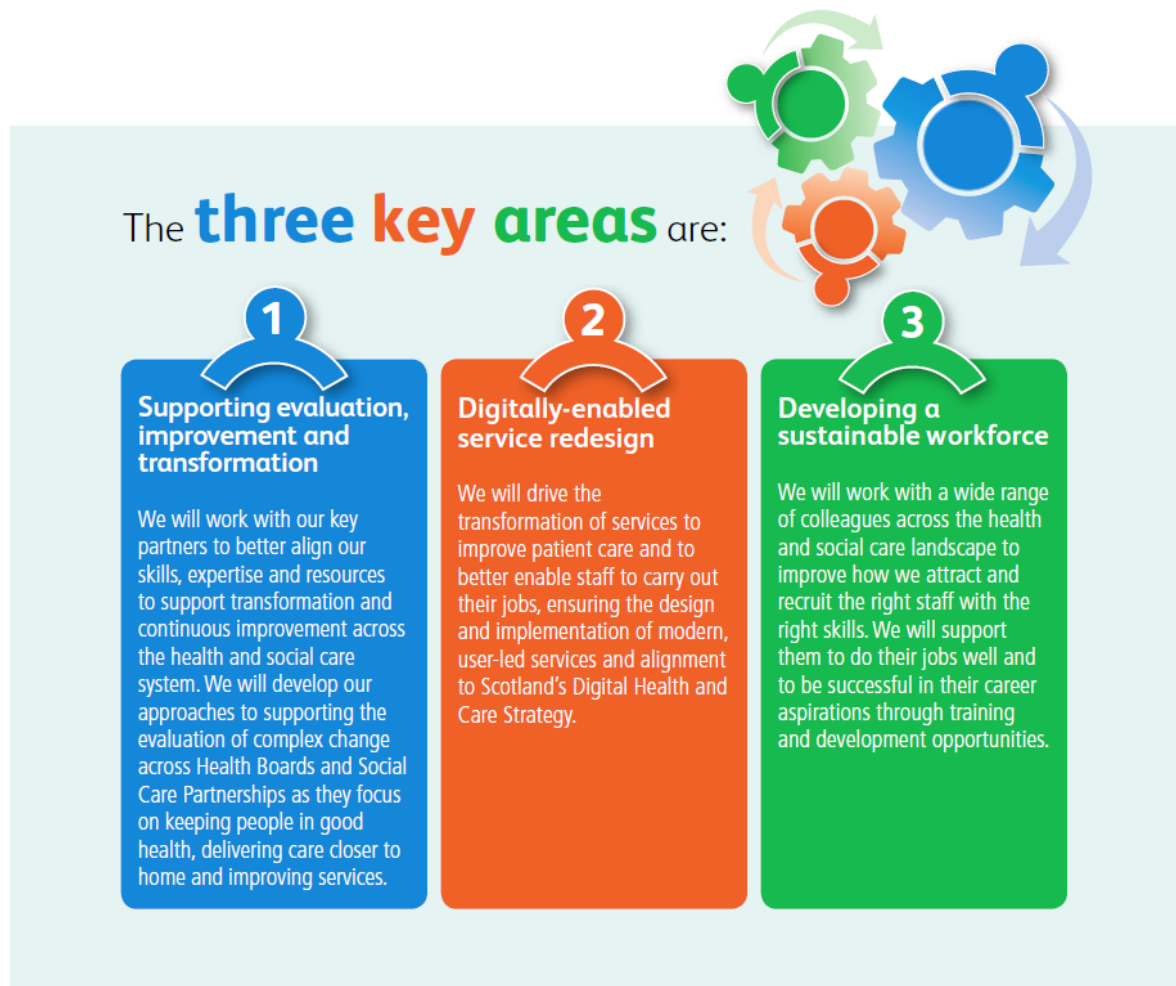 The three key areas are:
1
Supporting evaluation,
improvement and
transformation
We will work with our key
partners to better align our
skills, expertise and resources
to support transformation and
continuous improvement across
the health and social care
system. We will develop our
approaches to supporting the
evaluation of complex change
across Health Boards and Social
Care Partnerships as they focus
on keeping people in good
health, delivering care closer to
home and improving services.
2
Digitally-enabled
service redesign
We will drive the
transformation of services to
improve patient care and to
better enable staff to carry out
their jobs, ensuring the design
and implementation of modern,
user-led services and alignment
to Scotland’s Digital Health and
Care Strategy.
3
Developing a
sustainable workforce
We will work with a wide range
of colleagues across the health
and social care landscape to
improve how we attract and
recruit the right staff with the
right skills. We will support
them to do their jobs well and
to be successful in their career
aspirations through training
and development opportunities.